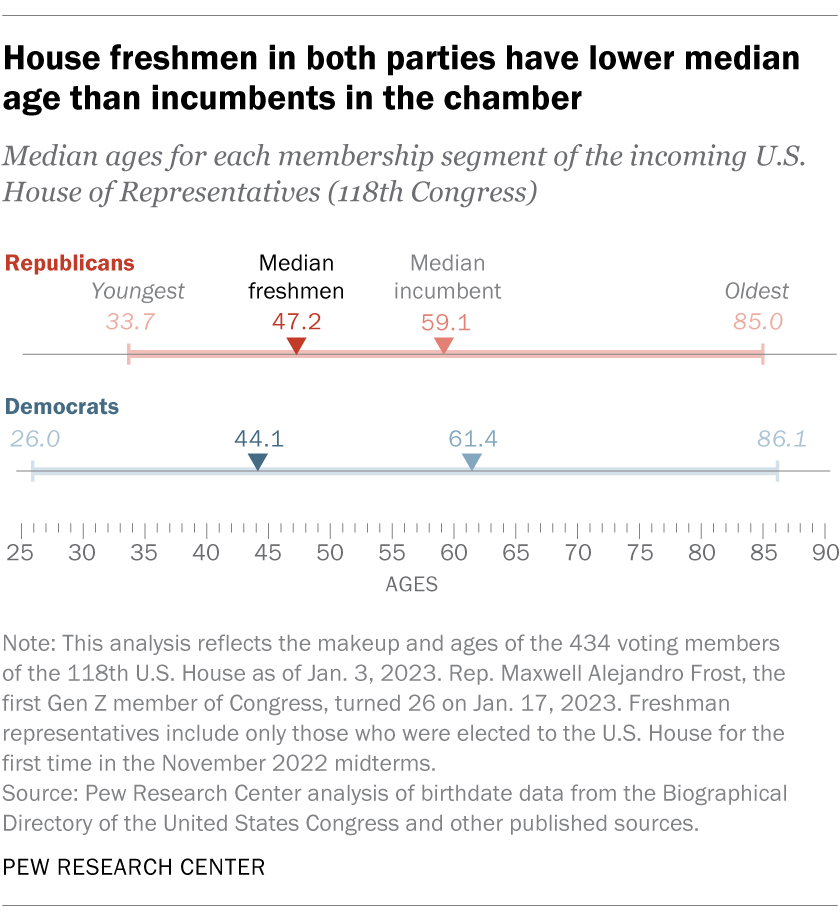 House freshmen in both parties have lower median
age than incumbents in the chamber
Median ages for each membership segment of the incoming U.S.
House of Representatives (118th Congress)
Republicans
Youngest
33.7
Median
freshmen
47.2
Median
incumbent
59.1
Oldest
85.0
Democrats
26.0 44.1 61.4 86.1
25 30 35 40 45 50 55 60 65 70 75 80 85 90
AGES
Note: This analysis reflects the makeup and ages of the 434 voting members
of the 118th U.S. House as of Jan. 3, 2023. Rep. Maxwell Alejandro Frost, the
first Gen Z member of Congress, turned 26 on Jan. 17, 2023. Freshman
representatives include only those who were elected to the U.S. House for the
first time in the November 2022 midterms.
Source: Pew Research Center analysis of birthdate data from the Biographical
Directory of the United States Congress and other published sources.
PEW RESEARCH CENTER